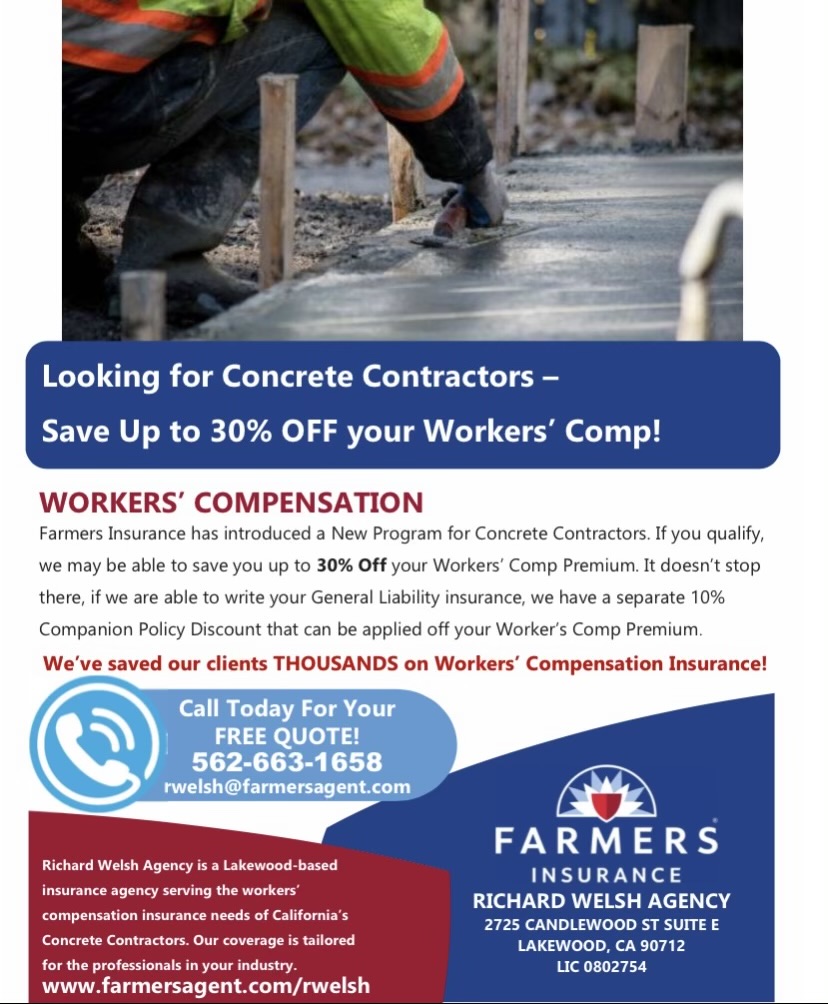 Looking for Concrete Contractors –
Save Up to 30% OFF your Workers’ Comp!
WORKERS’ COMPENSATION
Farmers Insurance has introduced a New Program for Concrete Contractors. If you qualify,
we may be able to save you up to 30% Off your Workers’ Comp Premium. It doesn’t stop
there, if we are able to write your General Liability insurance, we have a separate 10%
Companion Policy Discount that can be applied off your Worker’s Comp Premium.
We’ve saved our clients THOUSANDS on Workers’ Compensation Insurance!
Call Today For Your
FREE QUOTE!
562-663-1658
rwelsh@farmersagent.com
Richard Welsh Agency is a Lakewood-based
insurance agency serving the workers’
compensation insurance needs of California’s
Concrete Contractors. Our coverage is tailored
for the professionals in your industry.
www.farmersagent.com/rwelsh
FARMERS®
INSURANCE
RICHARD WELSH AGENCY
2725 CANDLEWOOD ST SUITE E
LAKEWOOD, CA 90712
LIC 0802754